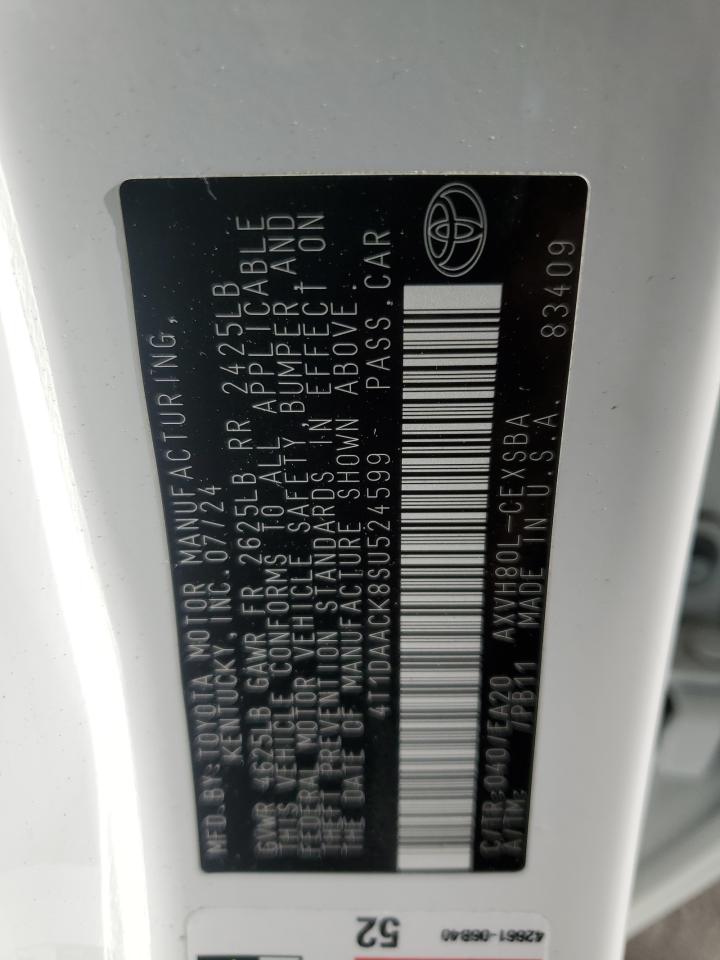 MFD. BY: TOYOTA MOTOR MANUFACTURING,
KENTUCKY, INC. 07/24
GVWR 4625LB GAWR FR 2625LB RR 2425LB
THIS VEHICLE CONFORMS TO ALL APPLICABLE
FEDERAL MOTOR VEHICLE SAFETY, BUMPER, AND
THEFT PREVENTION STANDARDS IN EFFECT ON
THE DATE OF MANUFACTURE SHOWN ABOVE.
4T1DAACK8SU524599 PASS.CAR
C/TR: 040/EA20 AXVH80L-CEXSBA
A/TM: /PB11 MADE IN U.S.A. 83409
52
42661-06B40